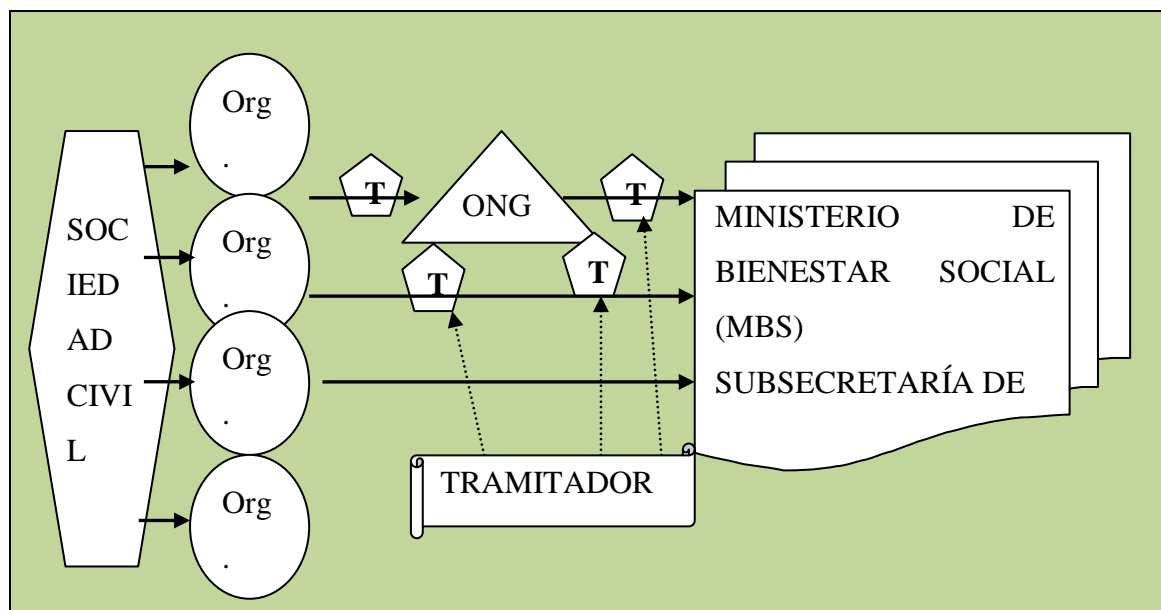 SOC
IED
AD
CIVI
L
Org
.
Org
.
Org
.
Org
.
T
ONG
T
T
T
MINISTERIO DE
BIENESTAR SOCIAL
(MBS)
SUBSECRETARÍA DE
TRAMITADOR